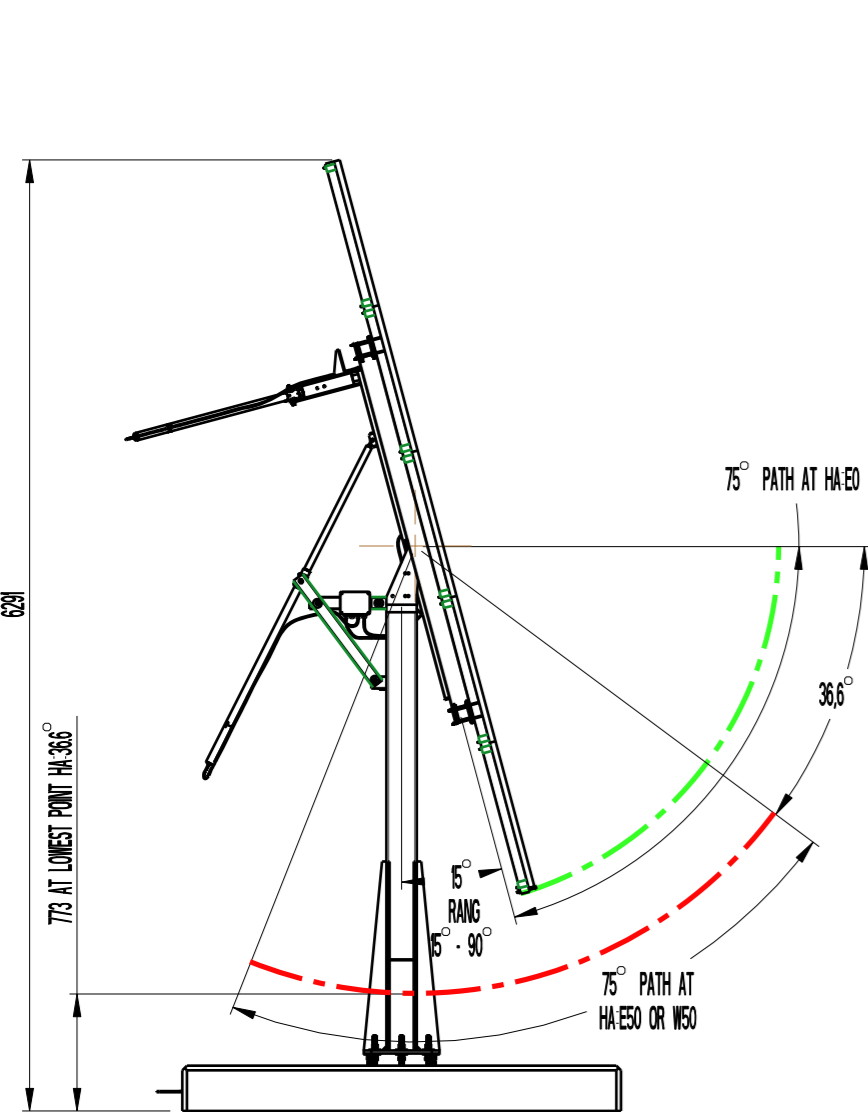 75° PATH AT HA:E0
6291
36,6°
773 AT LOWEST POINT HA:36.6°
15°
RANG
15° - 90°
75° PATH AT
HA:E50 OR W50